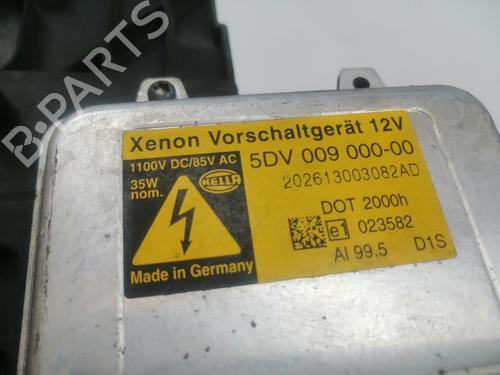 B-PARTS
Xenon Vorschaltgerät 12V
1100V DC/85V AC
35W
nom.
HELLA
5DV 009 000-00
202613003082AD
DOT 2000h
e1 023582
AI 99.5 D1S
Made in Germany